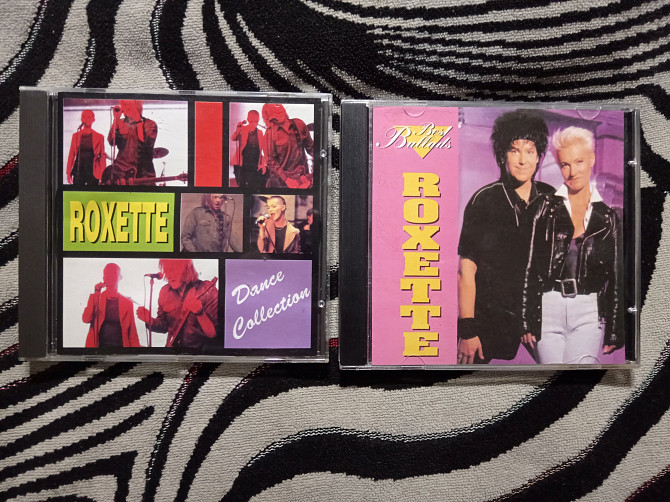 ROXETTE
Dance
Collection
Best
Ballads
ROXETTE